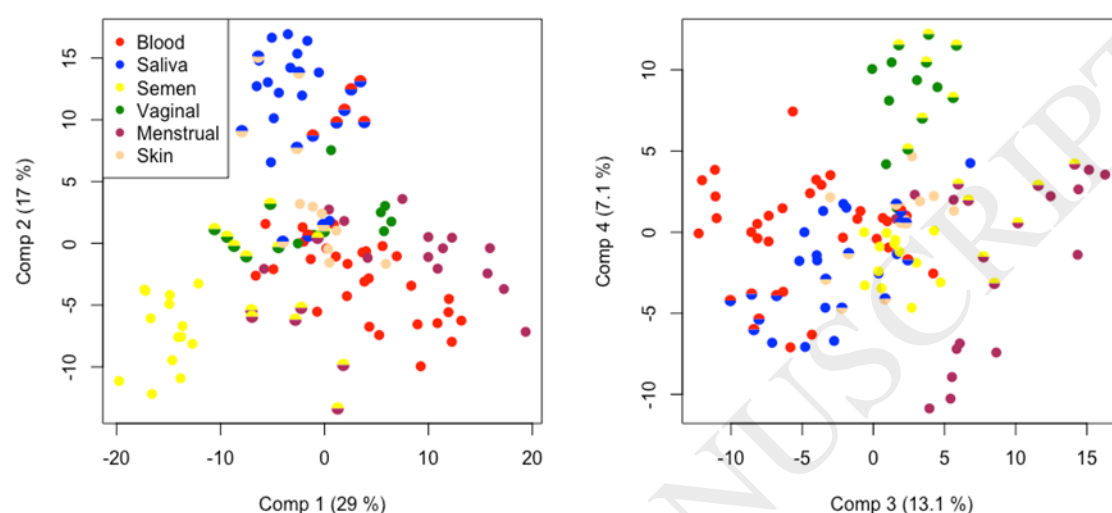 Blood
Saliva
Semen
Vaginal
Menstrual
Skin
15
10
5
0
-5
-10
Comp 2 (17 %)
-20
-10
0
10
20
Comp 1 (29 %)
10
5
0
-5
-10
Comp 4 (7.1 %)
-10
-5
0
5
10
15
Comp 3 (13.1 %)
NUSCRIPT